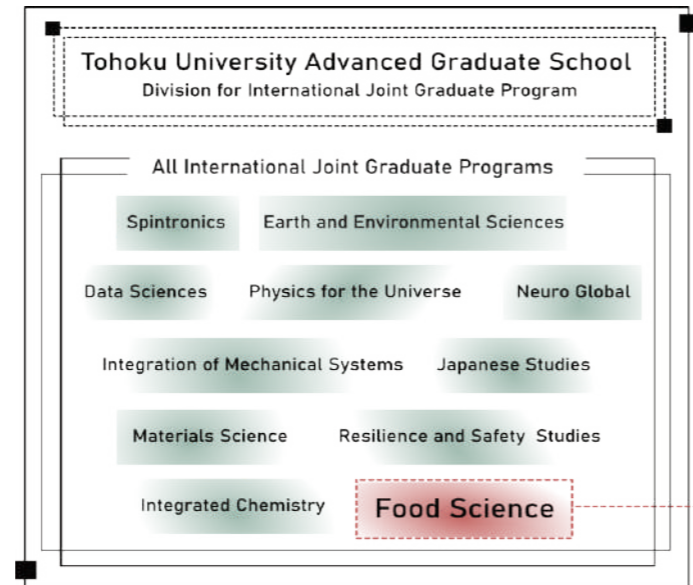 Tohoku University Advanced Graduate School
Division for International Joint Graduate Program
All International Joint Graduate Programs
Spintronics
Earth and Environmental Sciences
Data Sciences
Physics for the Universe
Neuro Global
Integration of Mechanical Systems
Japanese Studies
Materials Science
Resilience and Safety Studies
Integrated Chemistry
Food Science